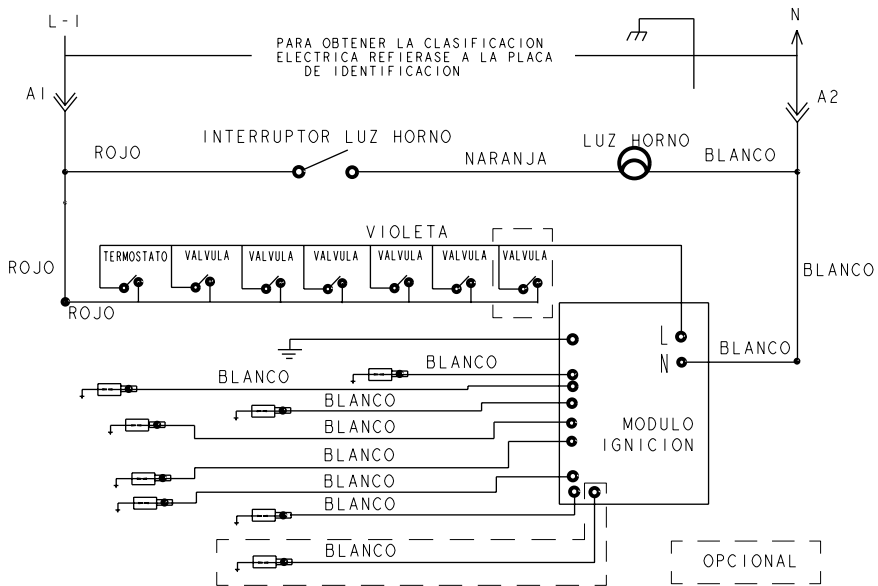 L-1
N
PARA OBTENER LA CLASIFICACION
ELECTRICA REFIERASE A LA PLACA
DE IDENTIFICACION
A1
A2
INTERRUPTOR LUZ HORNO
LUZ HORNO
ROJO
NARANJA
BLANCO
VIOLETA
TERMOSTATO
VALVULA
VALVULA
VALVULA
VALVULA
VALVULA
VALVULA
ROJO
BLANCO
ROJO
L
N
BLANCO
BLANCO
BLANCO
BLANCO
BLANCO
MODULO
IGNICION
BLANCO
BLANCO
BLANCO
BLANCO
OPCIONAL